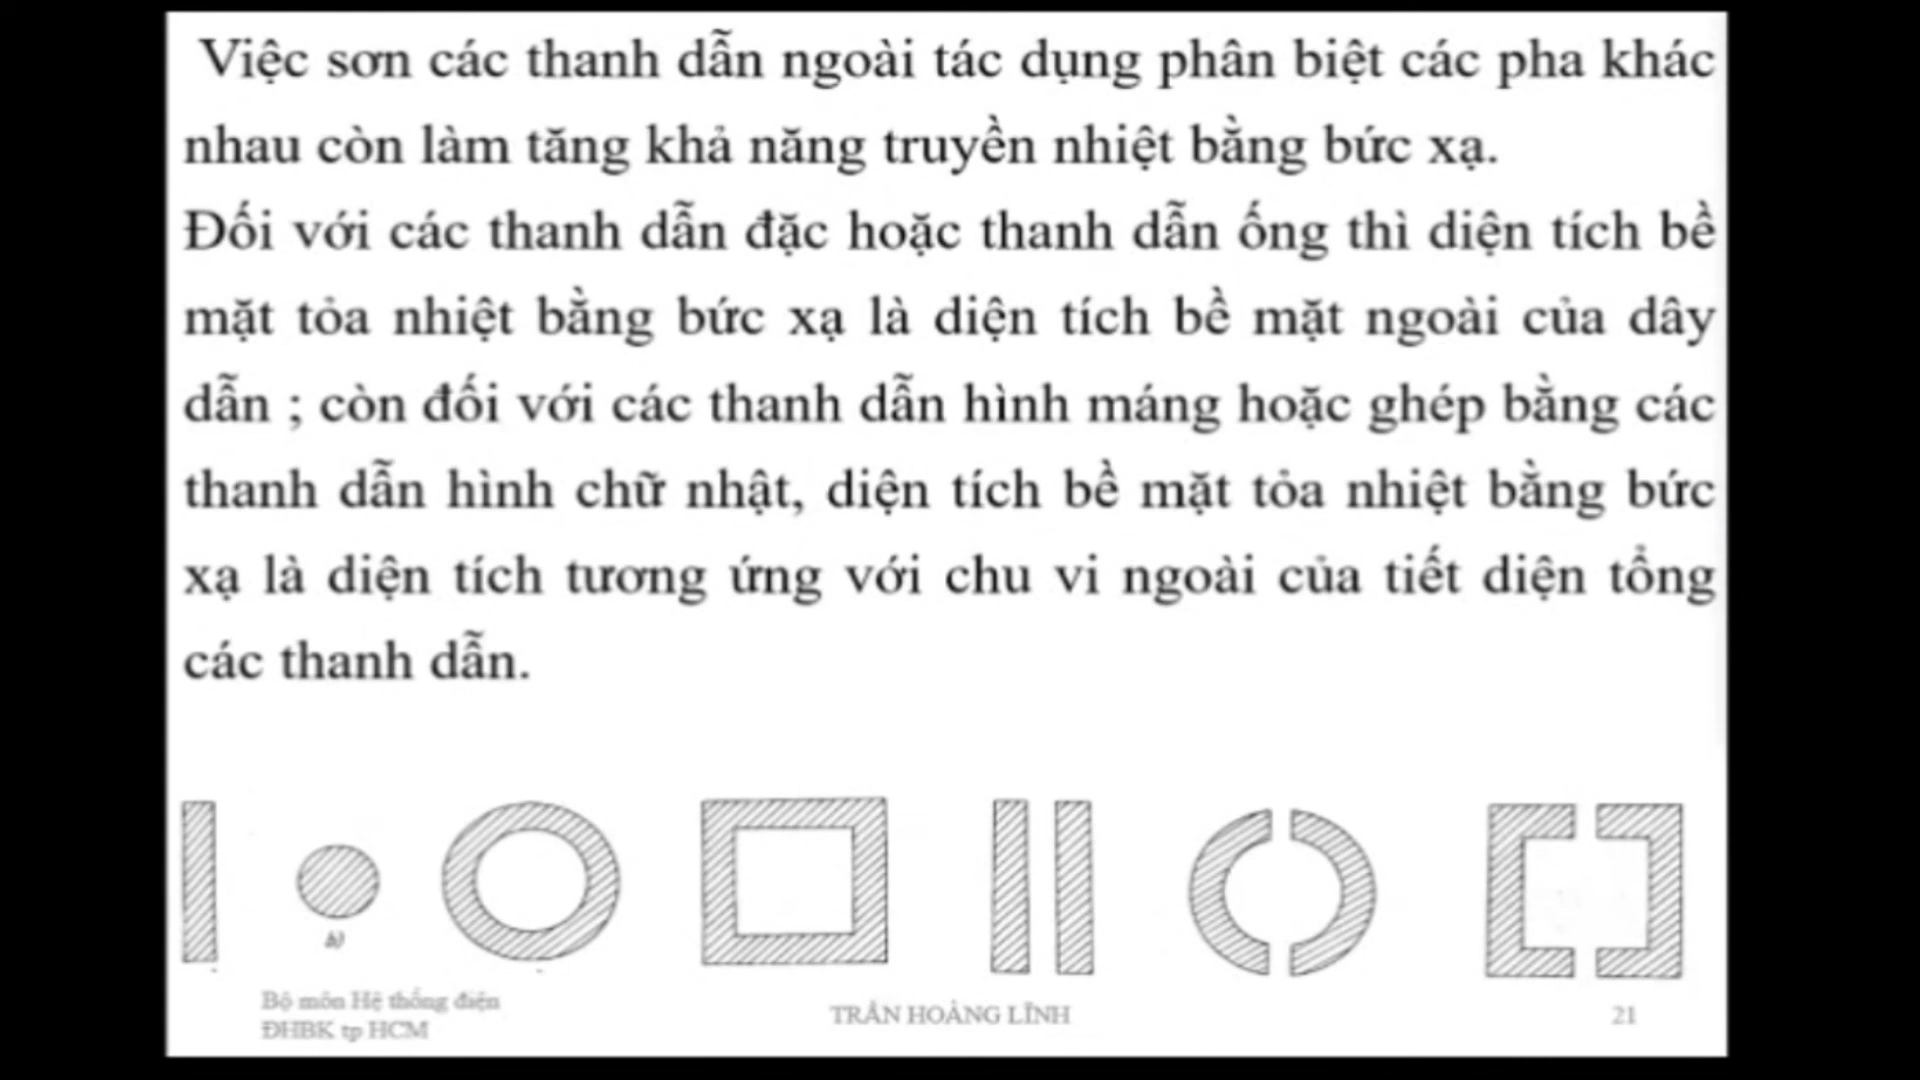 Việc sơn các thanh dẫn ngoài tác dụng phân biệt các pha khác
nhau còn làm tăng khả năng truyền nhiệt bằng bức xạ.
Đối với các thanh dẫn đặc hoặc thanh dẫn ống thì diện tích bề
mặt tỏa nhiệt bằng bức xạ là diện tích bề mặt ngoài của dây
dẫn ; còn đối với các thanh dẫn hình máng hoặc ghép bằng các
thanh dẫn hình chữ nhật, diện tích bề mặt tỏa nhiệt bằng bức
xạ là diện tích tương ứng với chu vi ngoài của tiết diện tổng
các thanh dẫn.
b)
Bộ môn Hệ thống điện
ĐHBK tp HCM
TRẦN HOÀNG LĨNH
21